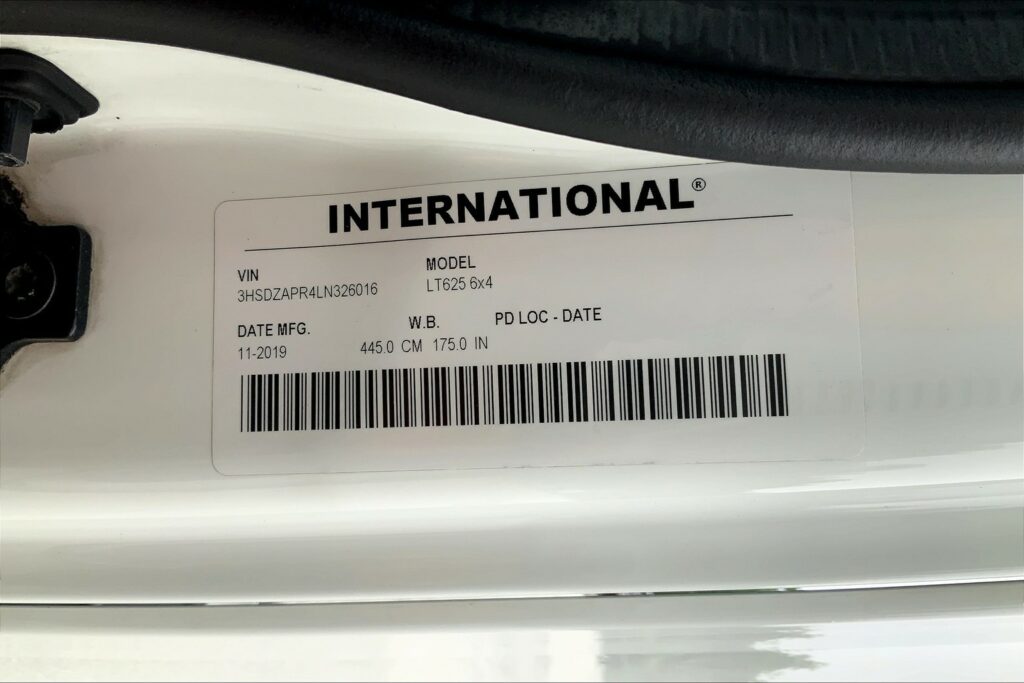 INTERNATIONAL®
VIN MODEL
3HSDZAPR4LN326016 LT625 6x4
DATE MFG. W.B. PD LOC - DATE
11-2019 445.0 CM 175.0 IN